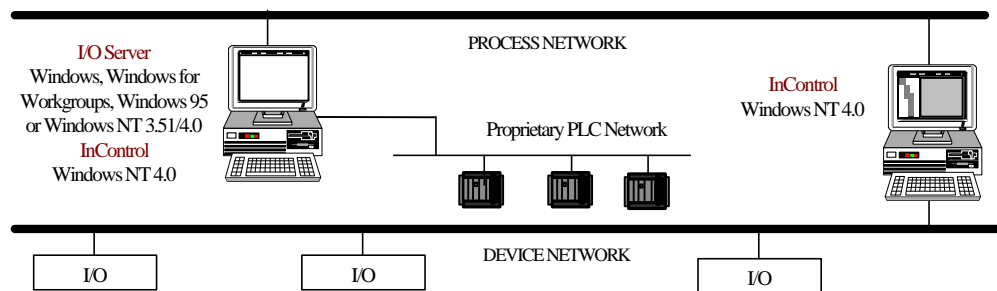 PROCESS NETWORK
I/O Server
Windows, Windows for
Workgroups, Windows 95
or Windows NT 3.51/4.0
InControl
Windows NT 4.0
Proprietary PLC Network
InControl
Windows NT 4.0
DEVICE NETWORK
I/O
I/O
I/O